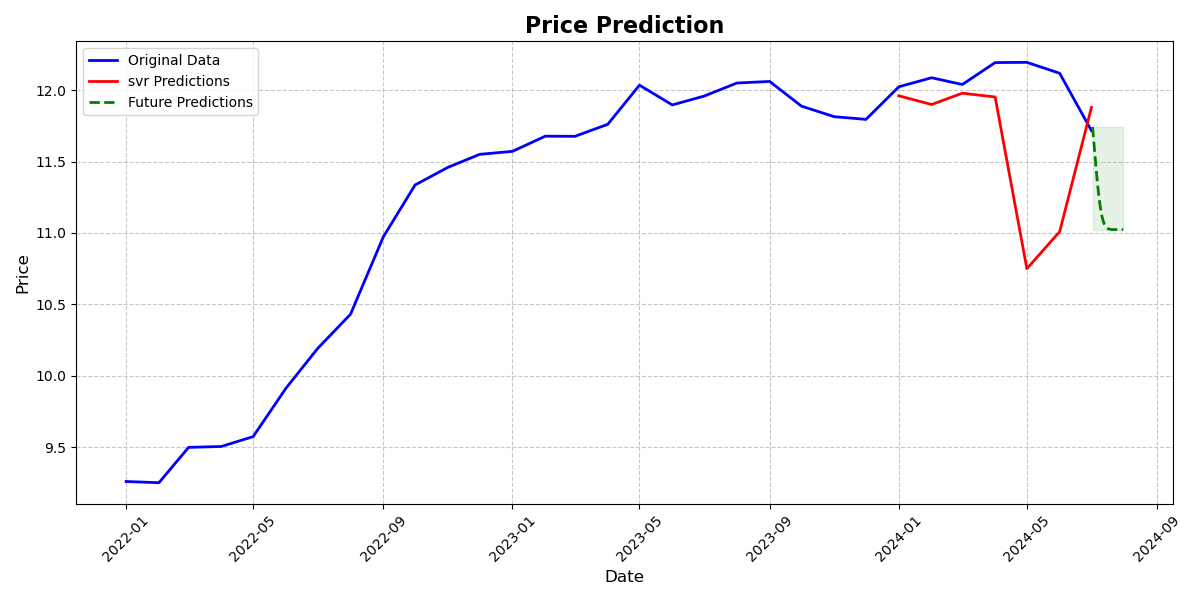 Price Prediction
Original Data
svr Predictions
Future Predictions
Price
12.0
11.5
11.0
10.5
10.0
9.5
2022-01
2022-05
2022-09
2023-01
2023-05
2023-09
2024-01
2024-05
2024-09
Date